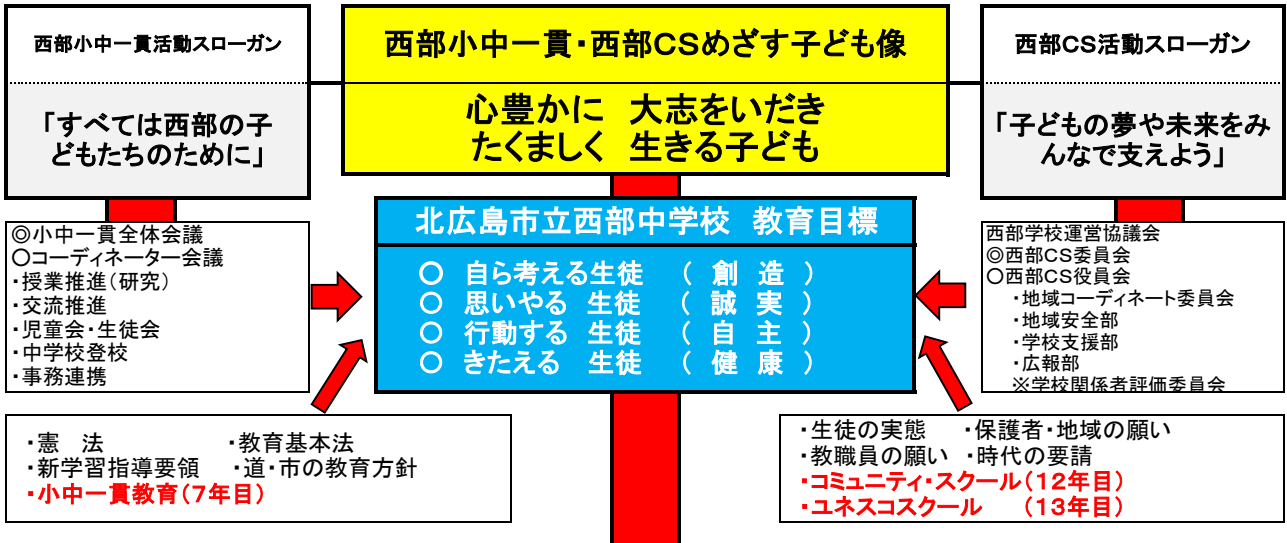 西部小中一貫活動スローガン
「すべては西部の子
どもたちのために」
西部小中一貫・西部CSめざす子ども像
心豊かに　大志をいだき
たくましく　生きる子ども
西部CS活動スローガン
「子どもの夢や未来をみ
んなで支えよう」
◎小中一貫全体会議
○コーディネーター会議
・授業推進(研究)
・交流推進
・児童会・生徒会
・中学校登校
・事務連携
北広島市立西部中学校　教育目標
○　自ら考える生徒　（　創　造　）
○　思いやる　生徒　（　誠　実　）
○　行動する　生徒　（　自　主　）
○　きたえる　生徒　（　健　康　）
西部学校運営協議会
◎西部CS委員会
○西部CS役員会
・地域コーディネート委員会
・地域安全部
・学校支援部
・広報部
※学校関係者評価委員会
・憲　法　　　　　・教育基本法
・新学習指導要領　・道・市の教育方針
・小中一貫教育(7年目)
・生徒の実態　・保護者・地域の願い
・教職員の願い　・時代の要請
・コミュニティ・スクール(12年目)
・ユネスコスクール　　(13年目)